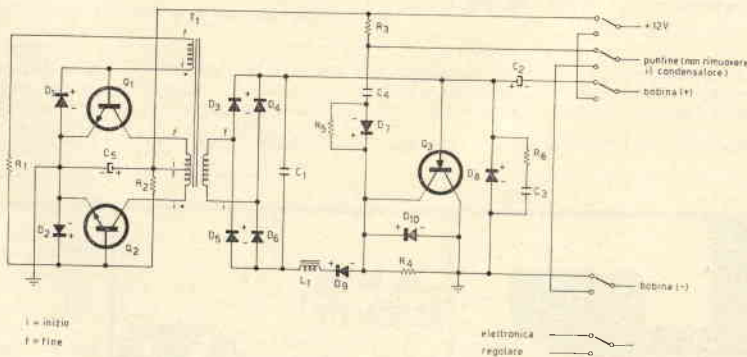 T1
f
i
f
i
i
f
f
i
R1
D1
+
-
Q1
C5
-
+
R2
D2
-
+
Q2
D3
-
+
D4
-
+
D5
-
+
D6
-
+
C1
L1
D9
+
-
R3
C4
R5
-
+
D7
Q3
D10
+
-
R4
C2
+
-
D8
+
-
R6
C3
+12V
puntine (non rimuovere
il condensatore)
bobina (+)
bobina (-)
i = inizio
f = fine
elettronica
regolare